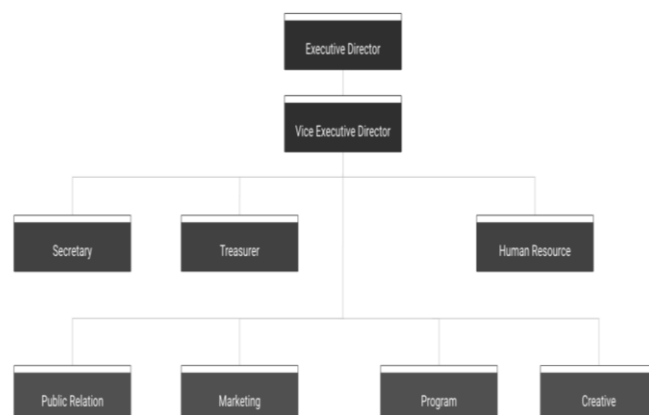 Executive Director
Vice Executive Director
Secretary
Treasurer
Human Resource
Public Relation
Marketing
Program
Creative